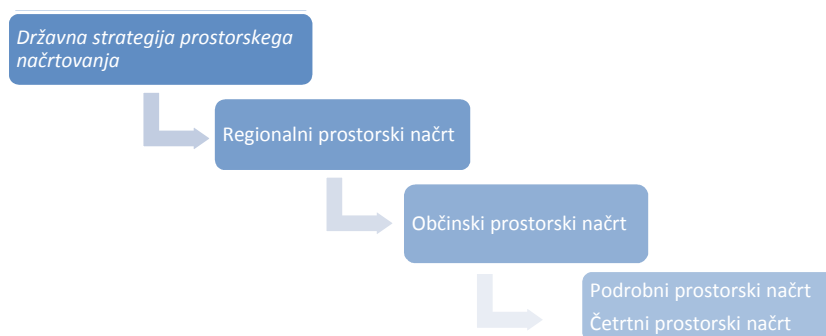 Državna strategija prostorskega
načrtovanja
Regionalni prostorski načrt
Občinski prostorski načrt
Podrobni prostorski načrt
Četrtni prostorski načrt